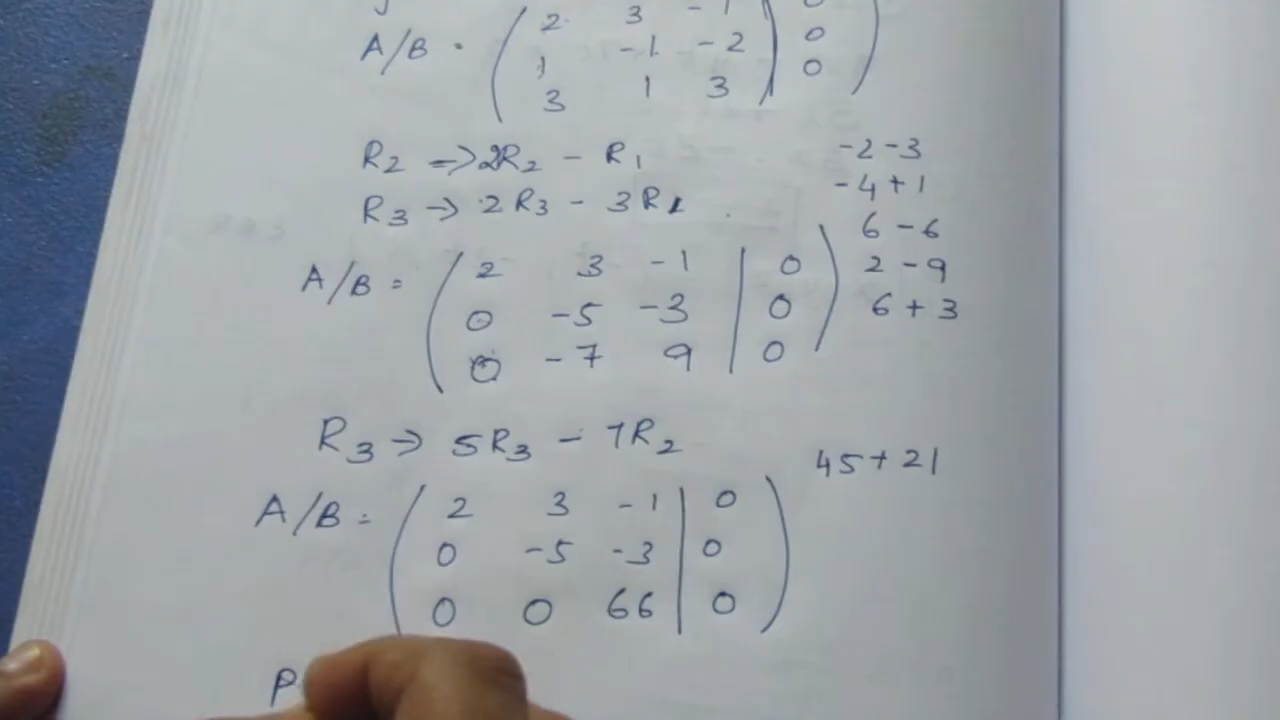 2 3 -1 0
A/B = 1 -1 -2 0
3 1 3 0
R2 => 2R2 - R1
-2 -3
R3 → 2R3 - 3R1
-4 + 1
6 - 6
2 - 9
6 + 3
2 3 -1 | 0
A/B = 0 -5 -3 | 0
0 -7 9 | 0
R3 → 5R3 - 7R2
45 + 21
2 3 -1 | 0
A/B = 0 -5 -3 | 0
0 0 66 | 0
P